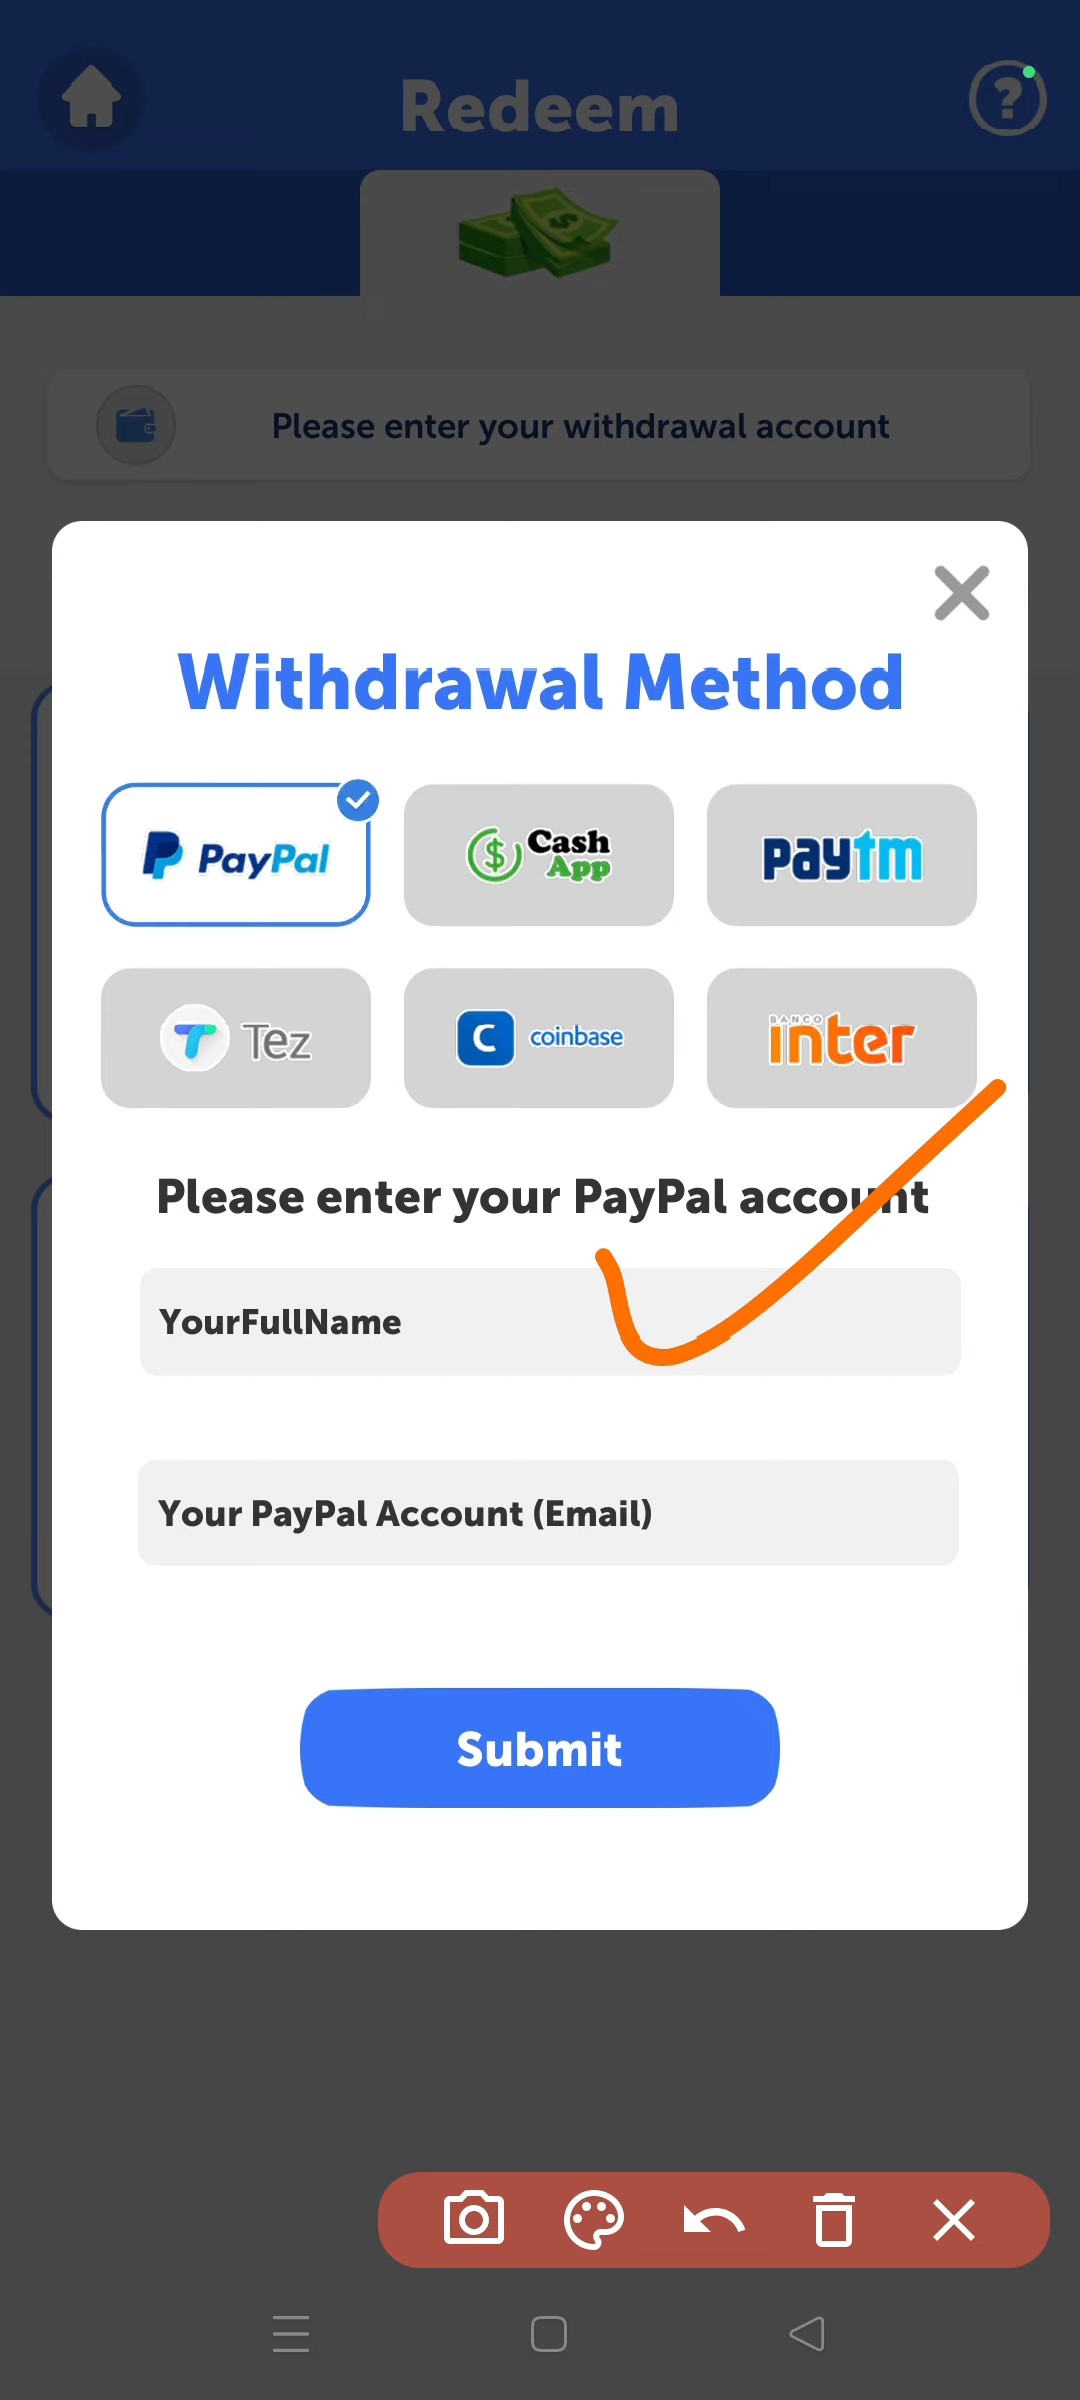 Redeem
Please enter your withdrawal account
Withdrawal Method
PayPal
Cash App
paytm
Tez
coinbase
BANCO inter
Please enter your PayPal account
YourFullName
Your PayPal Account (Email)
Submit